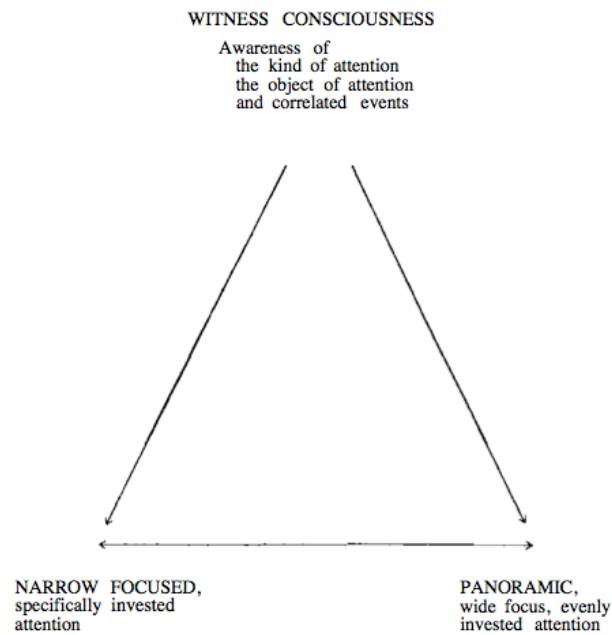 WITNESS CONSCIOUSNESS
Awareness of
the kind of attention
the object of attention
and correlated events
NARROW FOCUSED,
specifically invested
attention
PANORAMIC,
wide focus, evenly
invested attention